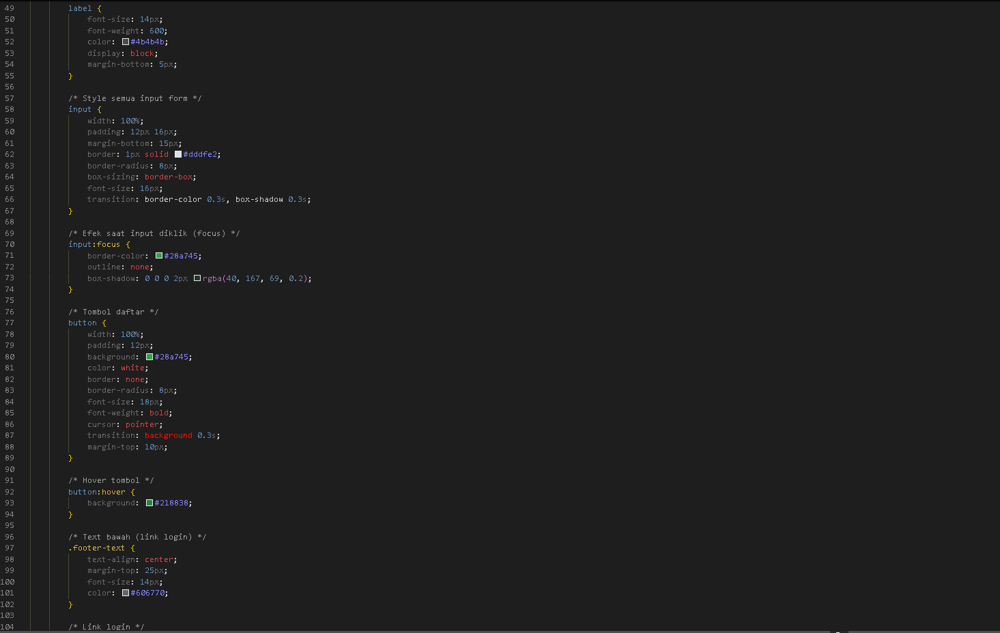 49 label {
50 font-size: 14px;
51 font-weight: 600;
52 color: #4b4b4b;
53 display: block;
54 margin-bottom: 5px;
55 }
56
57 /* Style semua input form */
58 input {
59 width: 100%;
60 padding: 12px 16px;
61 margin-bottom: 15px;
62 border: 1px solid #dddfe2;
63 border-radius: 8px;
64 box-sizing: border-box;
65 font-size: 16px;
66 transition: border-color 0.3s, box-shadow 0.3s;
67 }
68
69 /* Efek saat input diklik (focus) */
70 input:focus {
71 border-color: #28a745;
72 outline: none;
73 box-shadow: 0 0 0 2px rgba(40, 167, 69, 0.2);
74 }
75
76 /* Tombol daftar */
77 button {
78 width: 100%;
79 padding: 12px;
80 background: #28a745;
81 color: white;
82 border: none;
83 border-radius: 8px;
84 font-size: 18px;
85 font-weight: bold;
86 cursor: pointer;
87 transition: background 0.3s;
88 margin-top: 10px;
89 }
90
91 /* Hover tombol */
92 button:hover {
93 background: #218838;
94 }
95
96 /* Text bawah (link login) */
97 .footer-text {
98 text-align: center;
99 margin-top: 25px;
100 font-size: 14px;
101 color: #606770;
102 }
103
104 /* Link login */